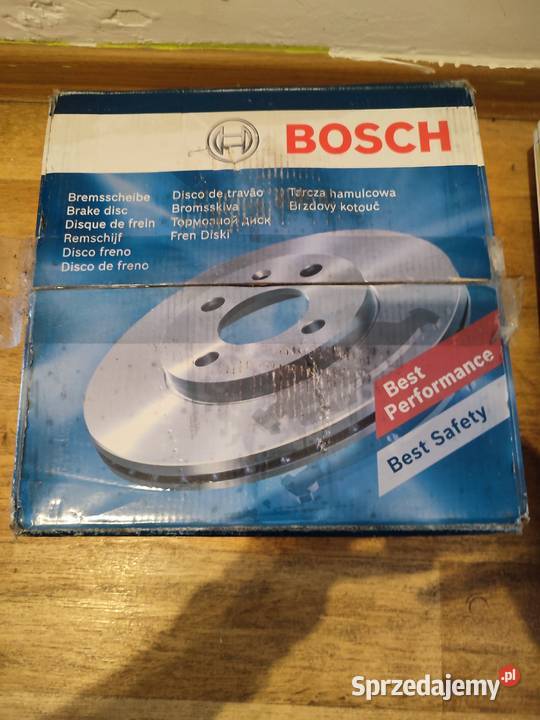 BOSCH
Bremsscheibe
Brake disc
Disque de frein
Remschijf
Disco freno
Disco de freno
Disco de travão
Bromsskiva
Тормозной диск
Fren Diski
Tarcza hamulcowa
Brzdový kotouč
Best
Performance
Best Safety
Sprzedajemy.pl